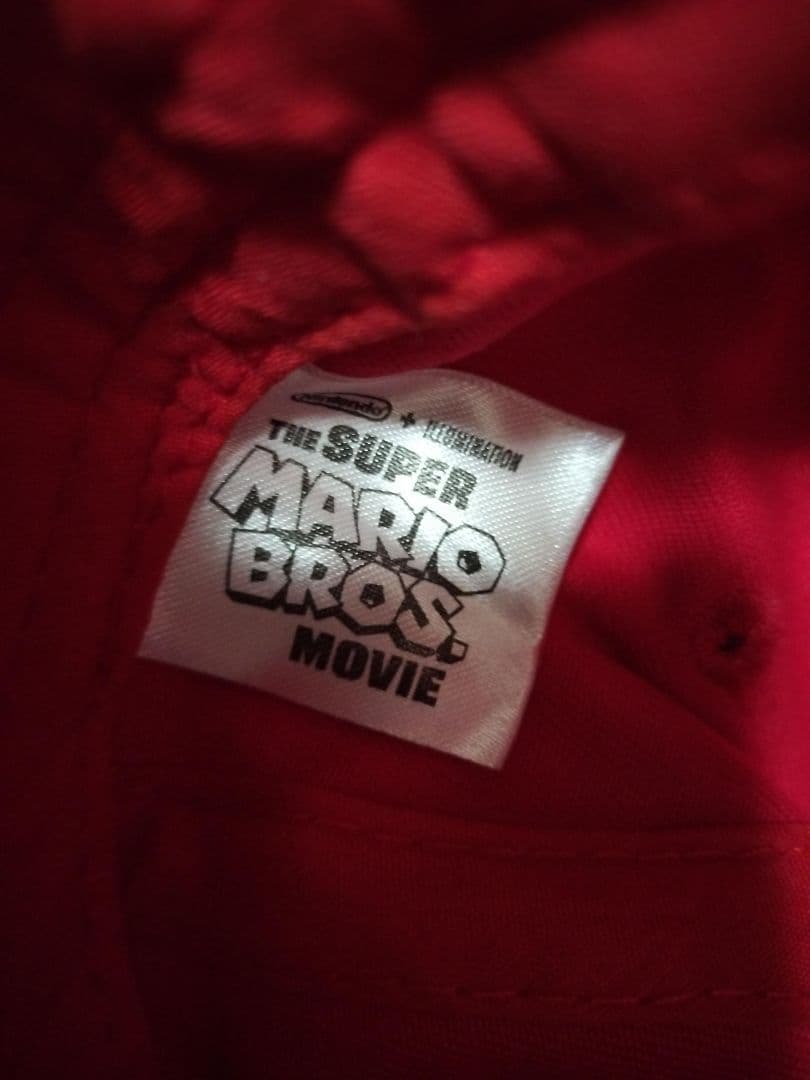 Nintendo + ILLUMINATION
THE SUPER
MARIO
BROS.
MOVIE